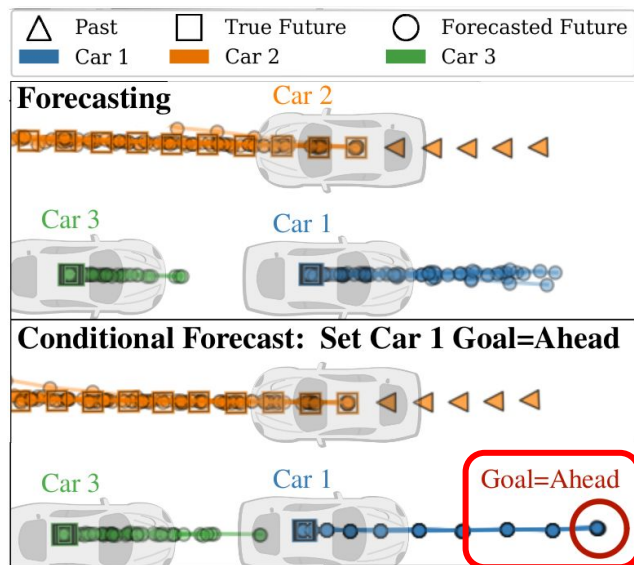 Past True Future Forecasted Future
Car 1 Car 2 Car 3
Forecasting
Car 2
Car 3 Car 1
Conditional Forecast: Set Car 1 Goal=Ahead
Car 3 Car 1 Goal=Ahead